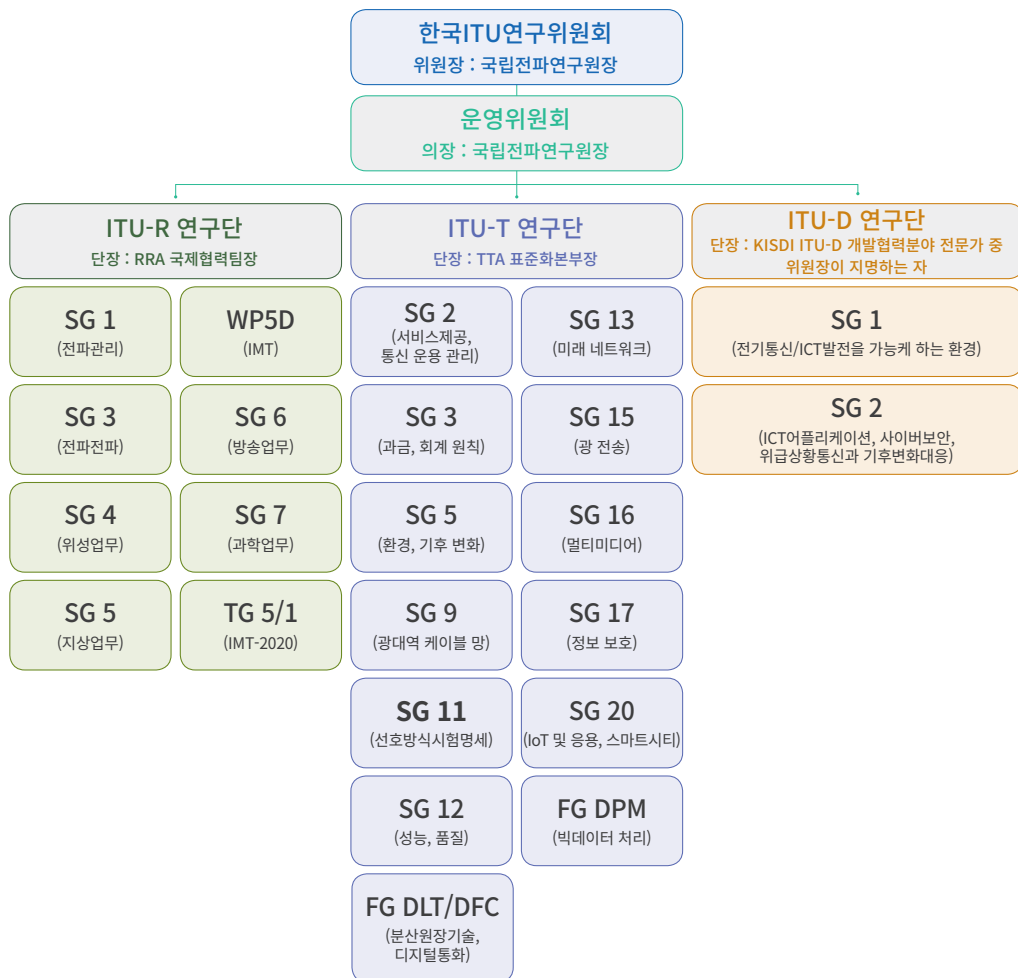 한국ITU연구위원회
위원장 : 국립전파연구원장
운영위원회
의장 : 국립전파연구원장
ITU-R 연구단
단장 : RRA 국제협력팀장
SG 1
(전파관리)
WP5D
(IMT)
SG 3
(전파전파)
SG 6
(방송업무)
SG 4
(위성업무)
SG 7
(과학업무)
SG 5
(지상업무)
TG 5/1
(IMT-2020)
ITU-T 연구단
단장 : TTA 표준화본부장
SG 2
(서비스제공,
통신 운용 관리)
SG 13
(미래 네트워크)
SG 3
(과금, 회계 원칙)
SG 15
(광 전송)
SG 5
(환경, 기후 변화)
SG 16
(멀티미디어)
SG 9
(광대역 케이블 망)
SG 17
(정보 보호)
SG 11
(선호방식시험명세)
SG 20
(IoT 및 응용, 스마트시티)
SG 12
(성능, 품질)
FG DPM
(빅데이터 처리)
FG DLT/DFC
(분산원장기술,
디지털통화)
ITU-D 연구단
단장 : KISDI ITU-D 개발협력분야 전문가 중
위원장이 지명하는 자
SG 1
(전기통신/ICT발전을 가능케 하는 환경)
SG 2
(ICT어플리케이션, 사이버보안,
위급상황통신과 기후변화대응)